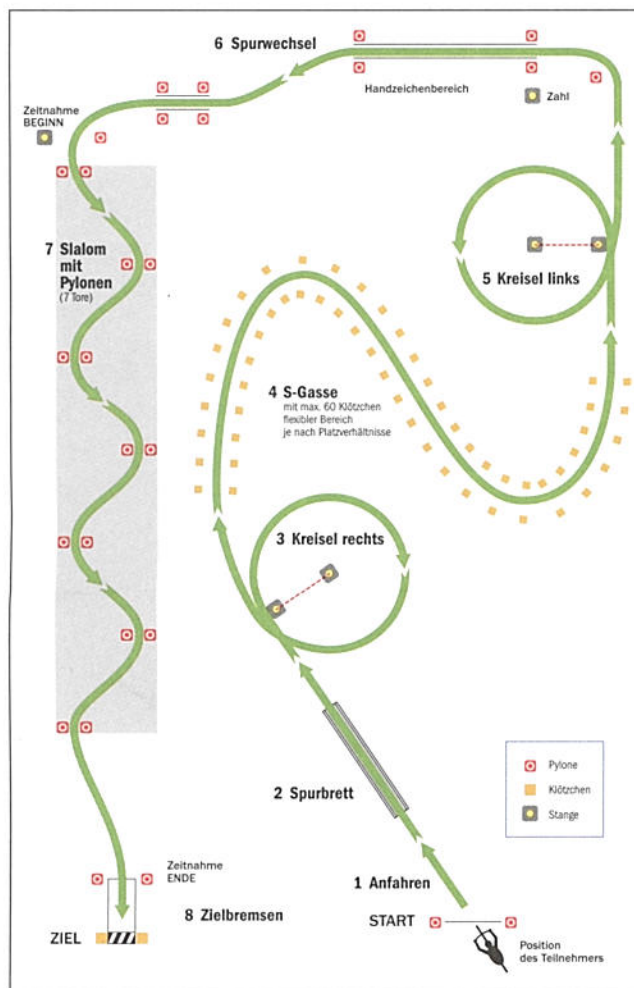 6 Spurwechsel
Handzeichenbereich
Zahl
Zeitnahme
BEGINN
7 Slalom
mit
Pylonen
(7 Tore)
5 Kreisel links
4 S-Gasse
mit max. 60 Klötzchen
flexibler Bereich
je nach Platzverhältnisse
3 Kreisel rechts
2 Spurbrett
Pylone
Klötzchen
Stange
Zeitnahme
ENDE
1 Anfahren
8 Zielbremsen
START
ZIEL
Position
des Teilnehmers